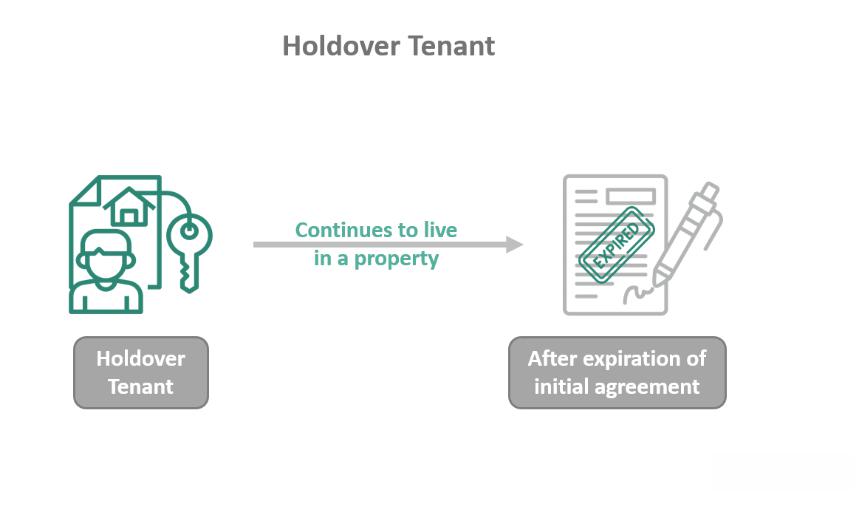 Holdover Tenant
Continues to live
in a property
EXPIRED
Holdover
Tenant
After expiration of
initial agreement